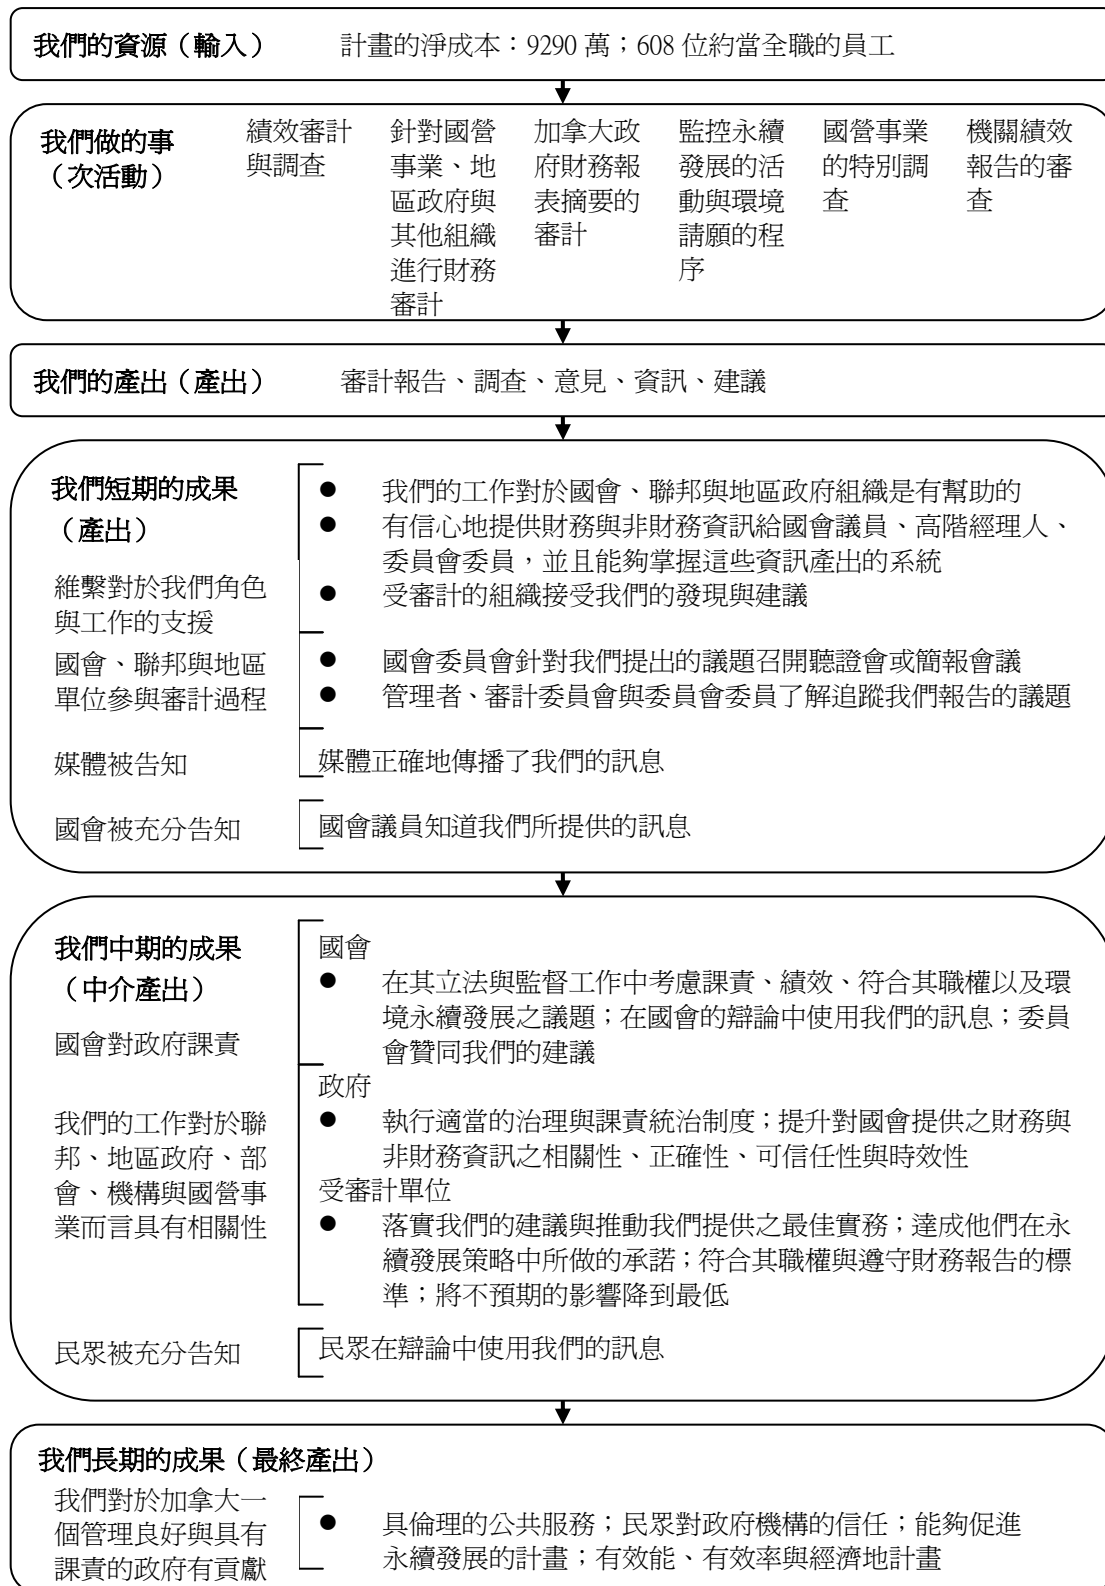 我們的資源（輸入） 計畫的淨成本：9290 萬；608 位約當全職的員工
我們做的事
（次活動）
績效審計
與調查
針對國營
事業、地
區政府與
其他組織
進行財務
審計
加拿大政
府財務報
表摘要的
審計
監控永續
發展的活
動與環境
請願的程
序
國營事業
的特別調
查
機關績效
報告的審
查
我們的產出（產出） 審計報告、調查、意見、資訊、建議
我們短期的成果
（產出）
維繫對於我們角色
與工作的支援
● 我們的工作對於國會、聯邦與地區政府組織是有幫助的
● 有信心地提供財務與非財務資訊給國會議員、高階經理人、
委員會委員，並且能夠掌握這些資訊產出的系統
● 受審計的組織接受我們的發現與建議
國會、聯邦與地區
單位參與審計過程
● 國會委員會針對我們提出的議題召開聽證會或簡報會議
● 管理者、審計委員會與委員會委員了解追蹤我們報告的議題
媒體被告知 媒體正確地傳播了我們的訊息
國會被充分告知 國會議員知道我們所提供的訊息
我們中期的成果
（中介產出）
國會對政府課責
國會
● 在其立法與監督工作中考慮課責、績效、符合其職權以及環
境永續發展之議題；在國會的辯論中使用我們的訊息；委員
會贊同我們的建議
我們的工作對於聯
邦、地區政府、部
會、機構與國營事
業而言具有相關性
政府
● 執行適當的治理與課責統治制度；提升對國會提供之財務與
非財務資訊之相關性、正確性、可信任性與時效性
受審計單位
● 落實我們的建議與推動我們提供之最佳實務；達成他們在永
續發展策略中所做的承諾；符合其職權與遵守財務報告的標
準；將不預期的影響降到最低
民眾被充分告知 民眾在辯論中使用我們的訊息
我們長期的成果（最終產出）
我們對於加拿大一
個管理良好與具有
課責的政府有貢獻
● 具倫理的公共服務；民眾對政府機構的信任；能夠促進
永續發展的計畫；有效能、有效率與經濟地計畫